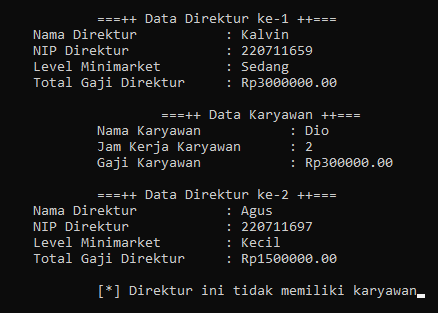 ===++ Data Direktur ke-1 ++===
Nama Direktur : Kalvin
NIP Direktur : 220711659
Level Minimarket : Sedang
Total Gaji Direktur : Rp3000000.00
===++ Data Karyawan ++===
Nama Karyawan : Dio
Jam Kerja Karyawan : 2
Gaji Karyawan : Rp300000.00
===++ Data Direktur ke-2 ++===
Nama Direktur : Agus
NIP Direktur : 220711697
Level Minimarket : Kecil
Total Gaji Direktur : Rp1500000.00
[*] Direktur ini tidak memiliki karyawan